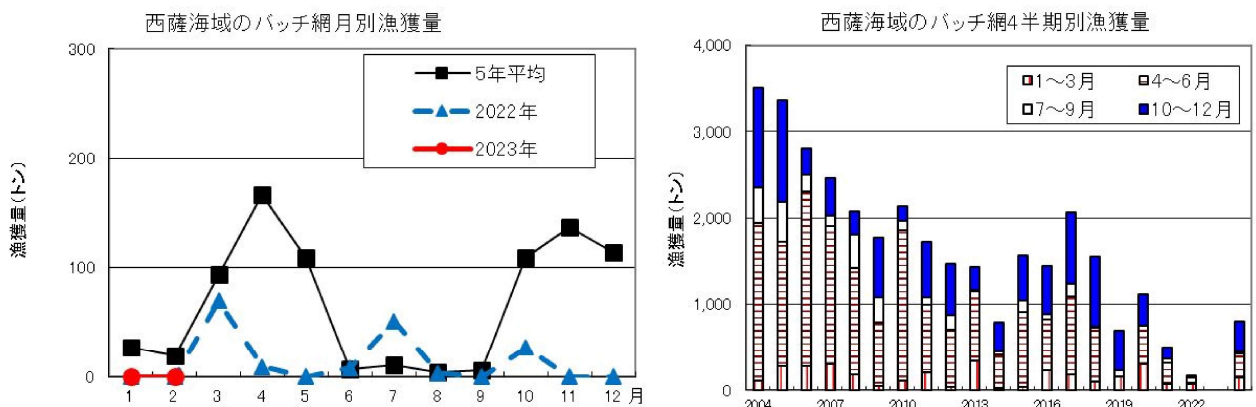 西薩海域のバッチ網月別漁獲量
漁獲量(トン)
300
200
100
0
5年平均
2022年
2023年
1 2 3 4 5 6 7 8 9 10 11 12 月
西薩海域のバッチ網4半期別漁獲量
漁獲量(トン)
4,000
3,000
2,000
1,000
0
1～3月 4～6月
7～9月 10～12月
2004 2007 2010 2013 2016 2019 2022